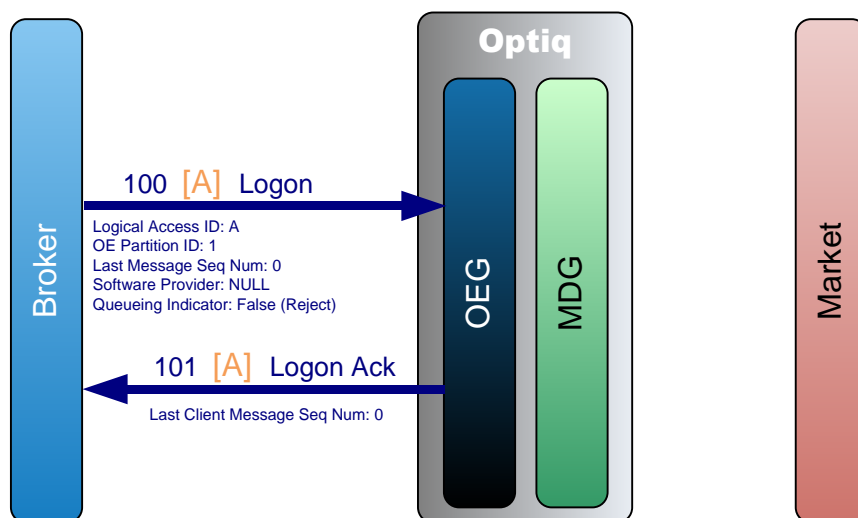 Optiq
100 [A] Logon
Logical Access ID: A
OE Partition ID: 1
Last Message Seq Num: 0
Software Provider: NULL
Queueing Indicator: False (Reject)
Broker
OEG
MDG
Market
101 [A] Logon Ack
Last Client Message Seq Num: 0